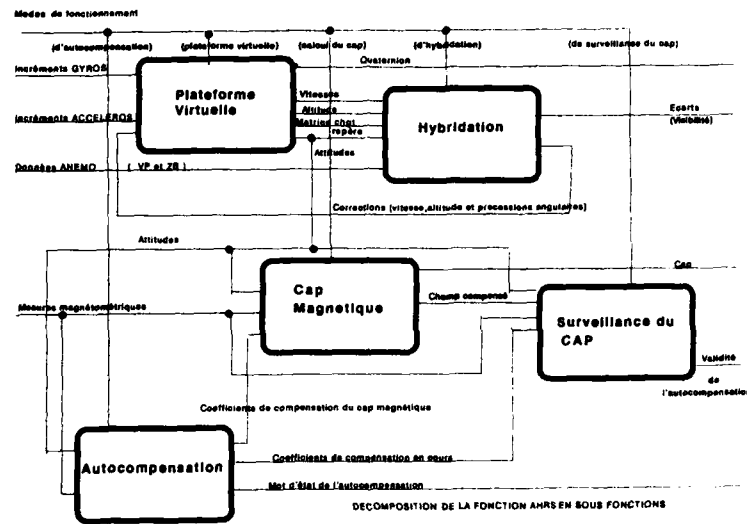 Modes de fonctionnement
(d'autocompensation) (plateforme virtuelle) (calcul du cap) (d'hybridation) (de surveillance du cap)
Incréments GYROS
Quaternion
Plateforme
Virtuelle
Vitesses
Altitude
Matrice chgt
repère
Attitudes
Hybridation
Ecarts
(Visibilité)
Incréments ACCELEROS
Données ANEMO ( VP et ZB )
Corrections (vitesse,altitude et precessions angulaires)
Attitudes
Cap
Magnetique
Cap
Champ compensé
Mesures magnétométriques
Surveillance du
CAP
Validité
de
l'autocompensation
Coefficients de compensation du cap magnétique
Autocompensation
Coefficients de compensation en cours
Mot d'état de l'autocompensation
DECOMPOSITION DE LA FONCTION AHRS EN SOUS FONCTIONS